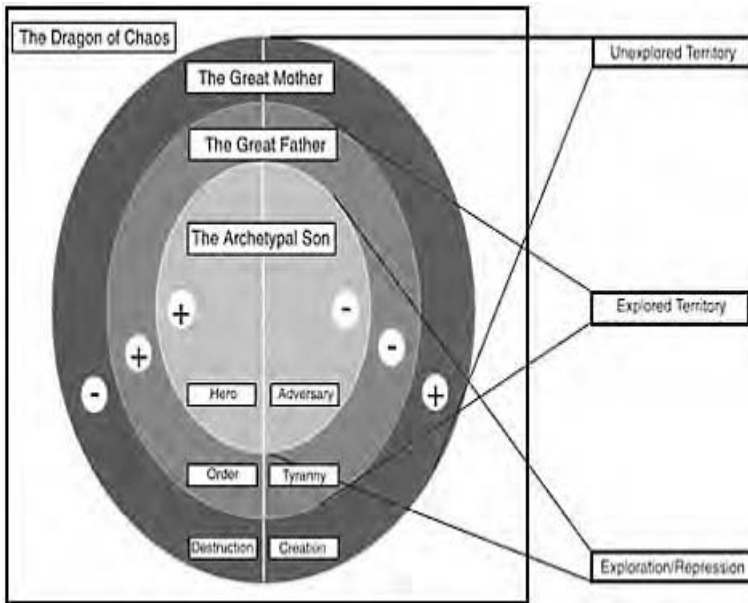 The Dragon of Chaos
Unexplored Territory
The Great Mother
The Great Father
The Archetypal Son
Explored Territory
+
-
+
-
-
+
Hero
Adversary
Order
Tyranny
Destruction
Creation
Exploration/Repression